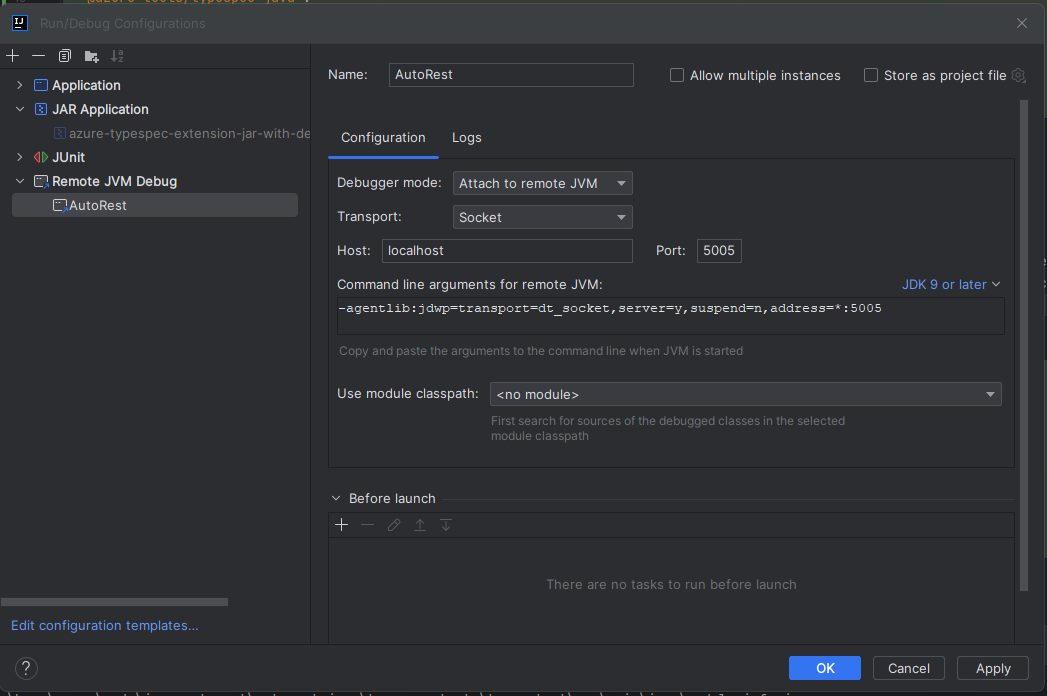 @azure-tools/typespec-java
IJ
Run/Debug Configurations
Application
JAR Application
azure-typespec-extension-jar-with-de
JUnit
Remote JVM Debug
AutoRest
Edit configuration templates...
Name:
AutoRest
Allow multiple instances
Store as project file
Configuration
Logs
Debugger mode:
Attach to remote JVM
Transport:
Socket
Host:
localhost
Port:
5005
Command line arguments for remote JVM:
JDK 9 or later
-agentlib:jdwp=transport=dt_socket,server=y,suspend=n,address=*:5005
Copy and paste the arguments to the command line when JVM is started
Use module classpath:
<no module>
First search for sources of the debugged classes in the selected
module classpath
Before launch
There are no tasks to run before launch
?
OK
Cancel
Apply